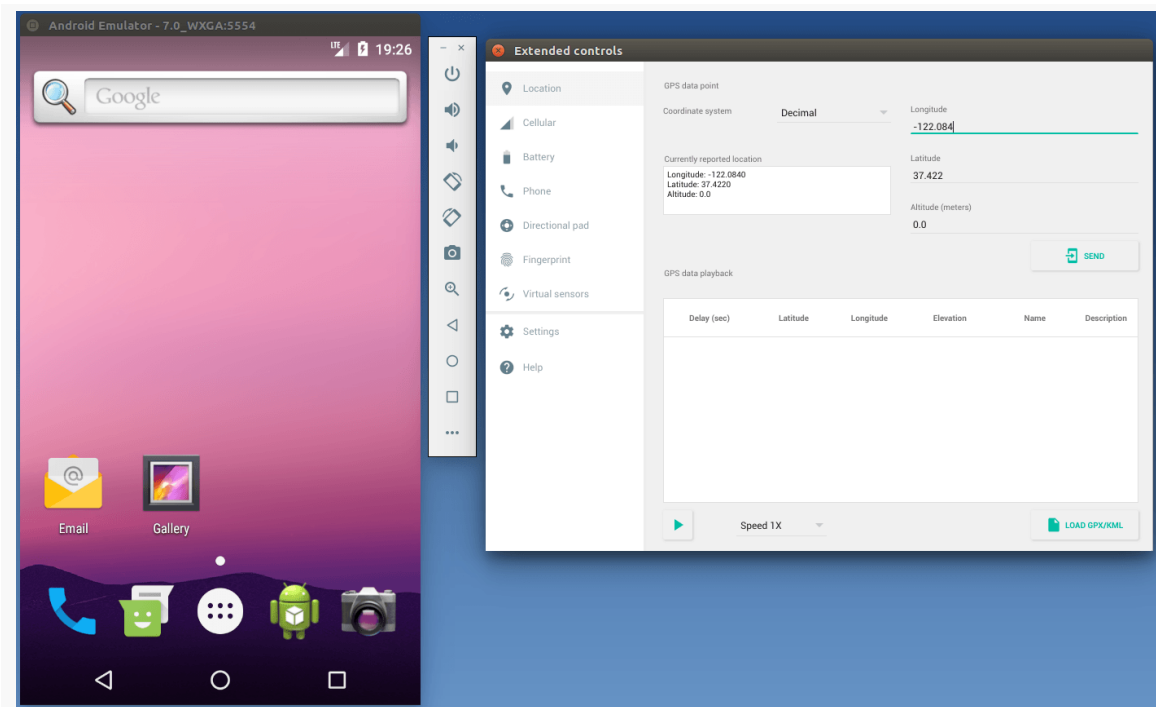 Android Emulator - 7.0_WXGA:5554
LTE 19:26
Google
@
Email
Gallery
Extended controls
Location
Cellular
Battery
Phone
Directional pad
Fingerprint
Virtual sensors
Settings
Help
GPS data point
Coordinate system
Decimal
Longitude
-122.084
Currently reported location
Longitude: -122.0840
Latitude: 37.4220
Altitude: 0.0
Latitude
37.422
Altitude (meters)
0.0
SEND
GPS data playback
Delay (sec) Latitude Longitude Elevation Name Description
Speed 1X
LOAD GPX/KML